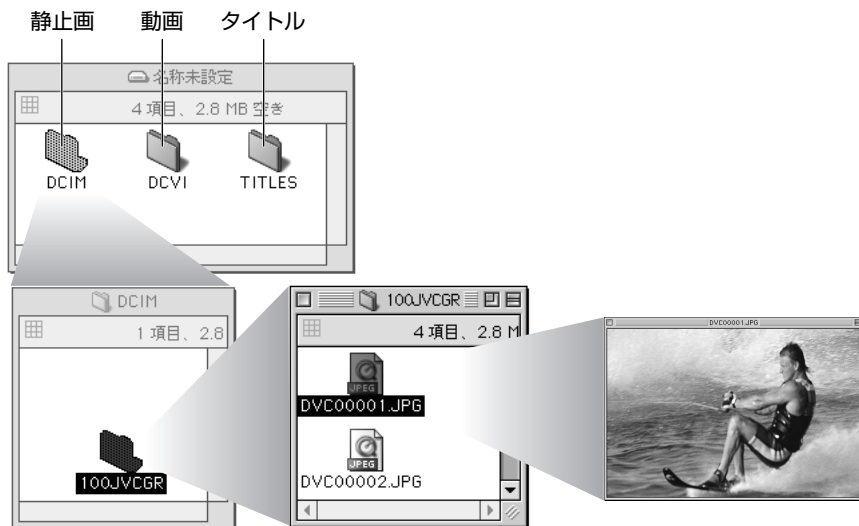 静止画 動画 タイトル
名称未設定
4 項目、2.8 MB 空き
DCIM DCVI TITLES
DCIM
1 項目、2.8
100JVCGR
100JVCGR
4 項目、2.8 M
JPEG
DVC00001.JPG
JPEG
DVC00002.JPG
DVC00001.JPG